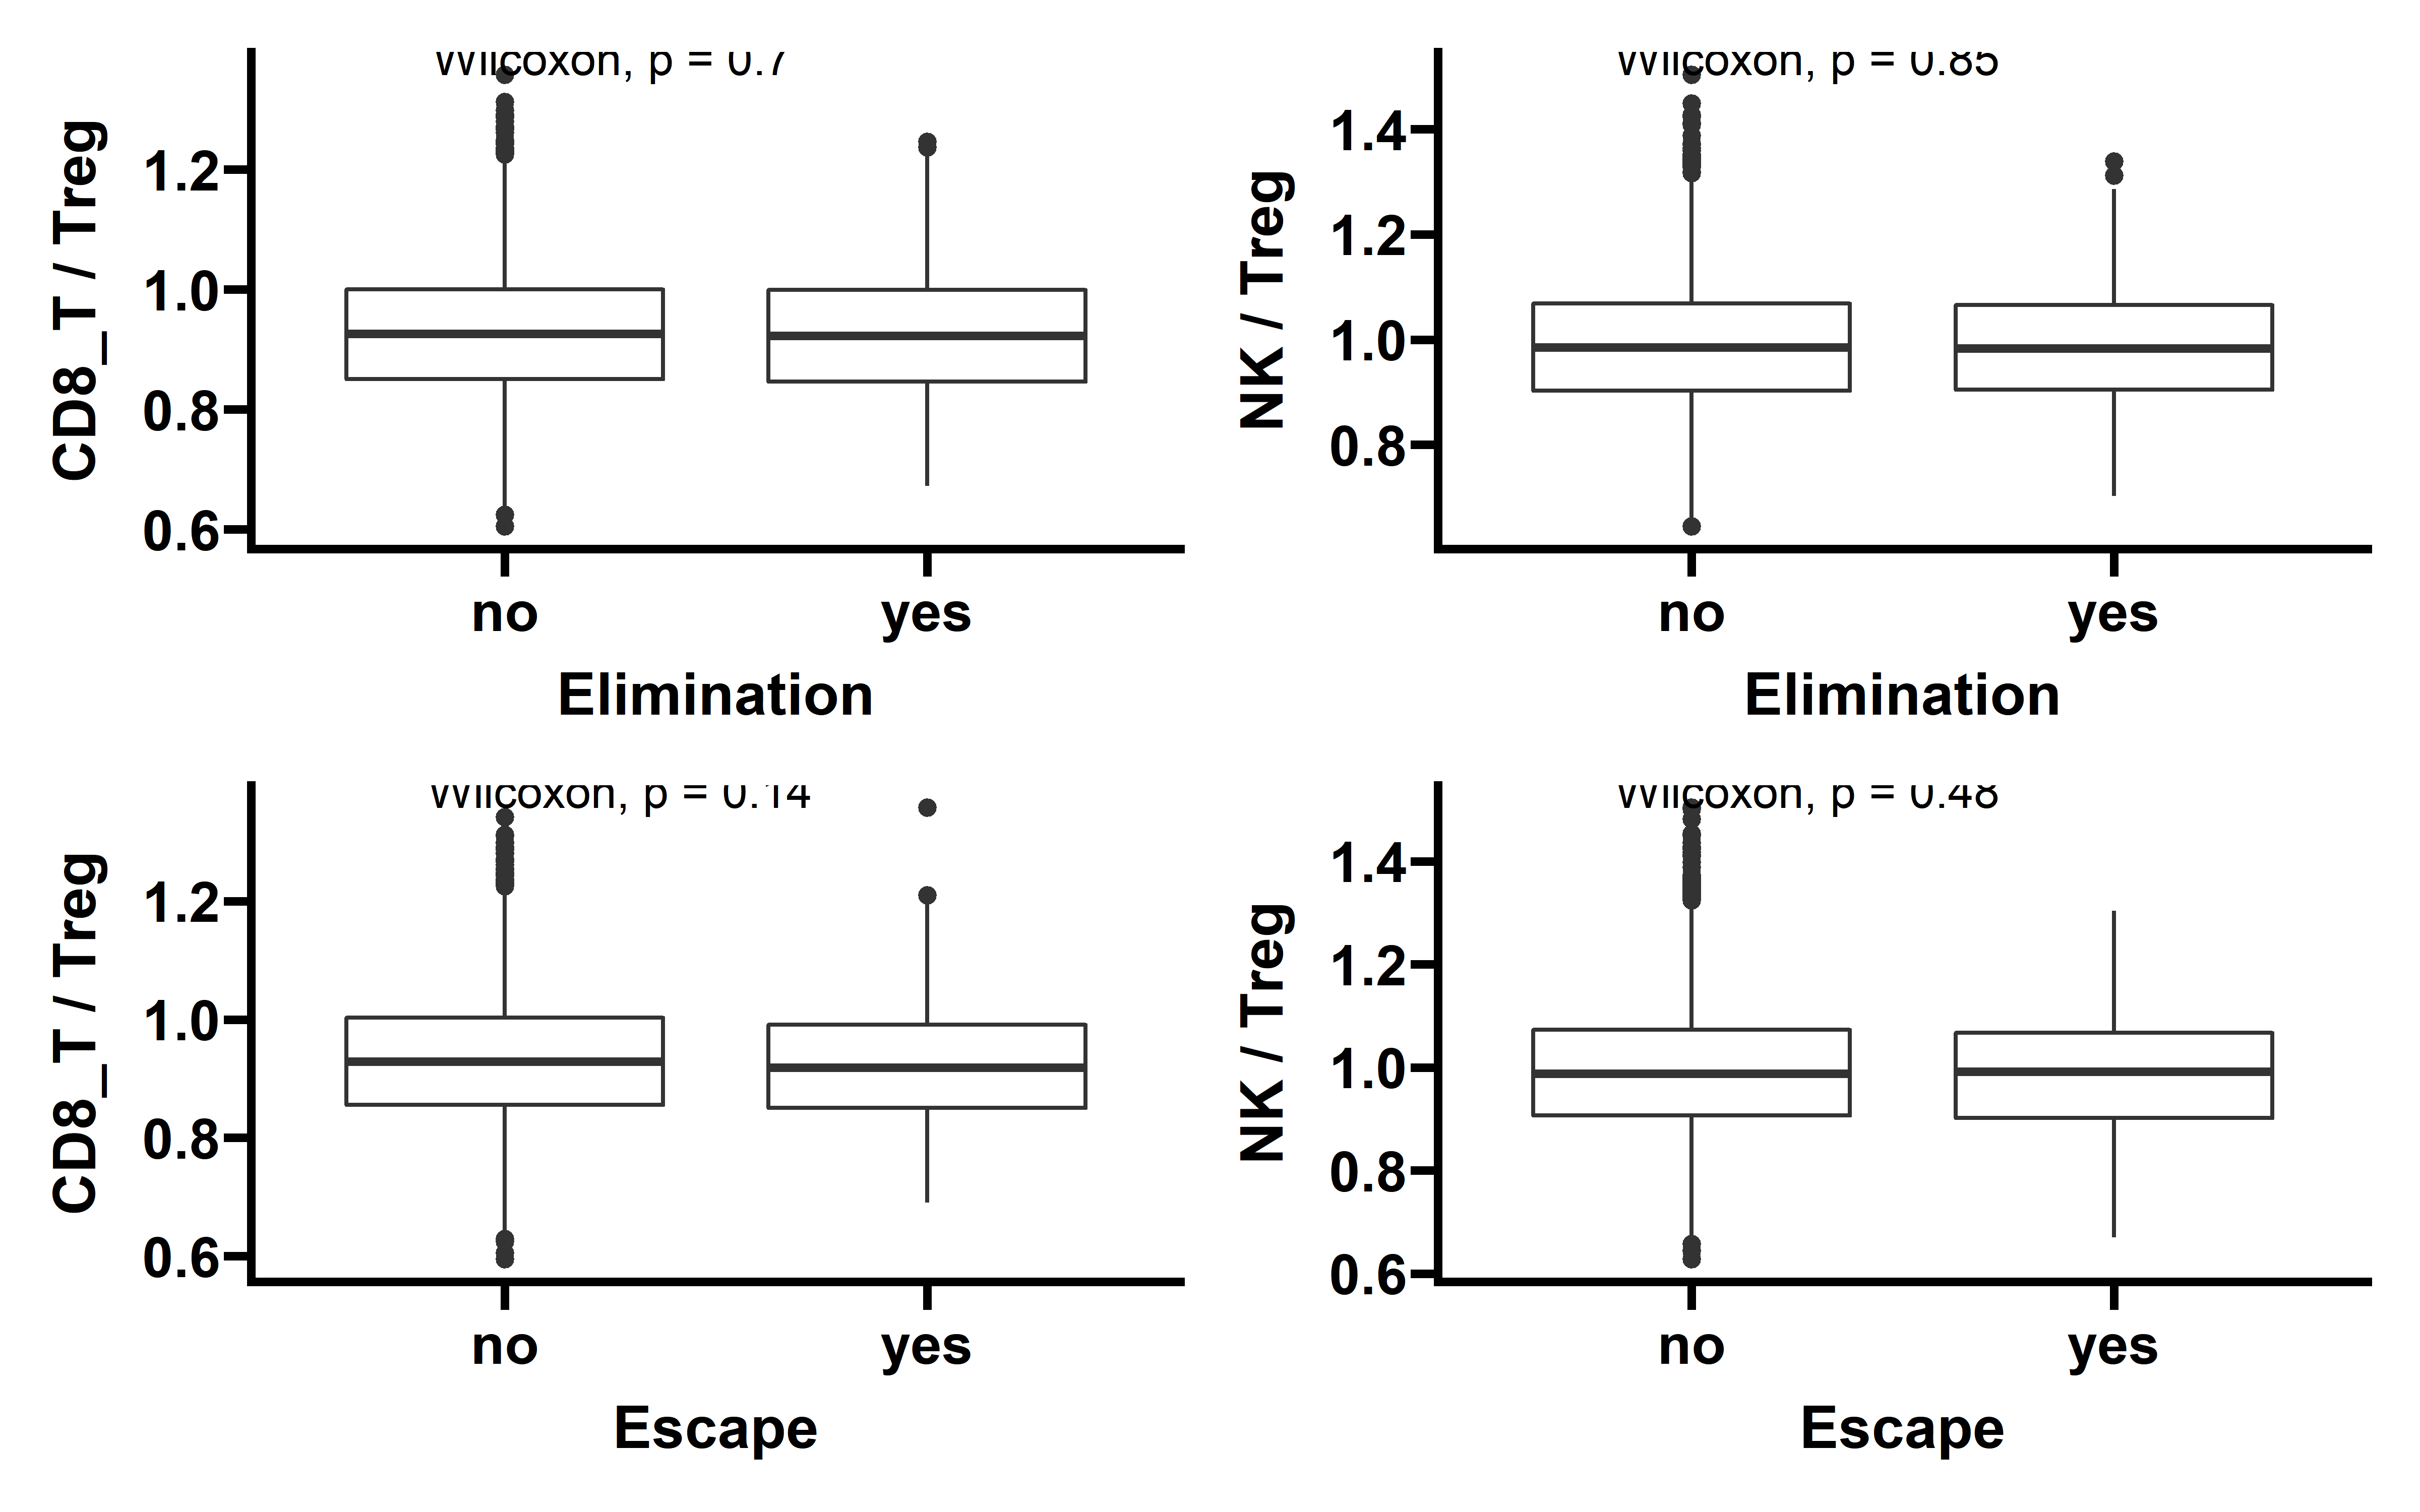 Wilcoxon, p = 0.7
CD8_T / Treg
1.2
1.0
0.8
0.6
no yes
Elimination
Wilcoxon, p = 0.85
NK / Treg
1.4
1.2
1.0
0.8
no yes
Elimination
Wilcoxon, p = 0.14
CD8_T / Treg
1.2
1.0
0.8
0.6
no yes
Escape
Wilcoxon, p = 0.48
NK / Treg
1.4
1.2
1.0
0.8
0.6
no yes
Escape